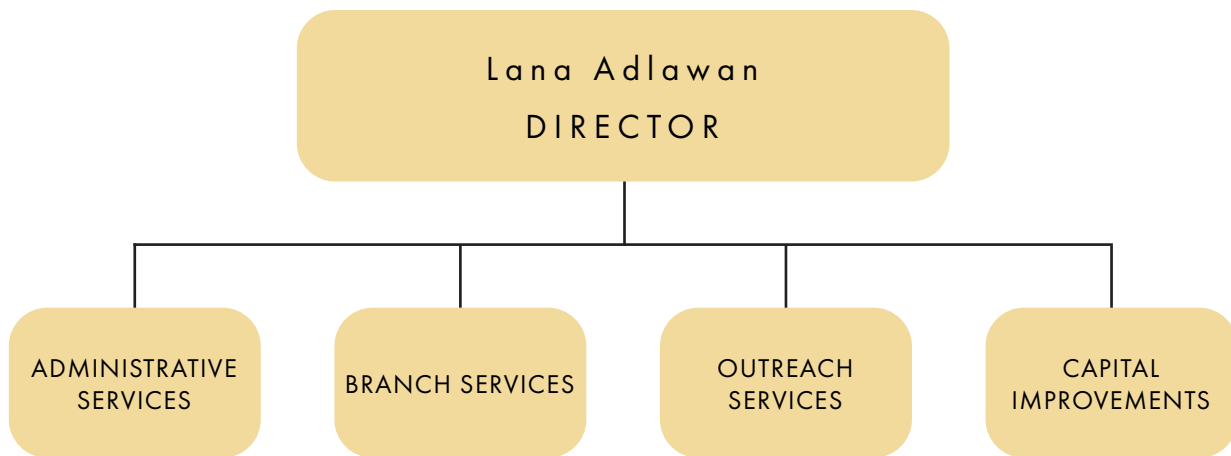 Lana Adlawan
DIRECTOR
ADMINISTRATIVE
SERVICES
BRANCH SERVICES
OUTREACH
SERVICES
CAPITAL
IMPROVEMENTS